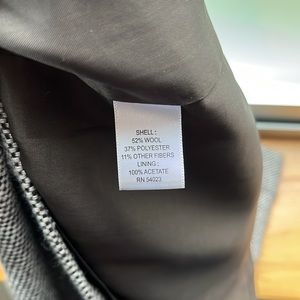 SHELL :
52% WOOL
37% POLYESTER
11% OTHER FIBERS
LINING :
100% ACETATE
RN 54023